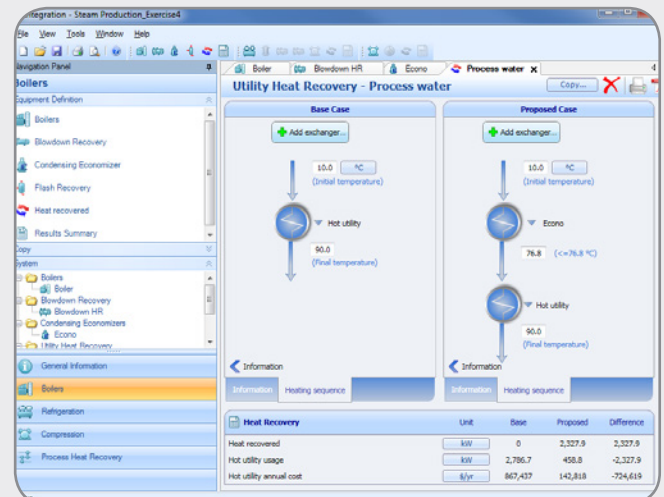 ntegration - Steam Production_Exercise4
File View Tools Window Help
Navigation Panel
Boiler
Blowdown HR
Econo
Process water
Boilers
Utility Heat Recovery - Process water
Copy...
Equipment Definition
Boilers
Blowdown Recovery
Condensing Economizer
Flash Recovery
Heat recovered
Results Summary
Copy
System
Boilers
Boiler
Blowdown Recovery
Blowdown HR
Condensing Economizers
Econo
Utility Heat Recovery
General Information
Boilers
Refrigeration
Compression
Process Heat Recovery
Base Case
Add exchanger...
10.0 °C
(Initial temperature)
Hot utility
90.0
(Final temperature)
Information
Information Heating sequence
Proposed Case
Add exchanger...
10.0 °C
(Initial temperature)
Econo
76.8 (<=76.8 °C)
Hot utility
90.0
(Final temperature)
Information
Information Heating sequence
Heat Recovery Unit Base Proposed Difference
Heat recovered kW 0 2,327.9 2,327.9
Hot utility usage kW 2,786.7 458.8 -2,327.9
Hot utility annual cost $/yr 867,437 142,818 -724,619